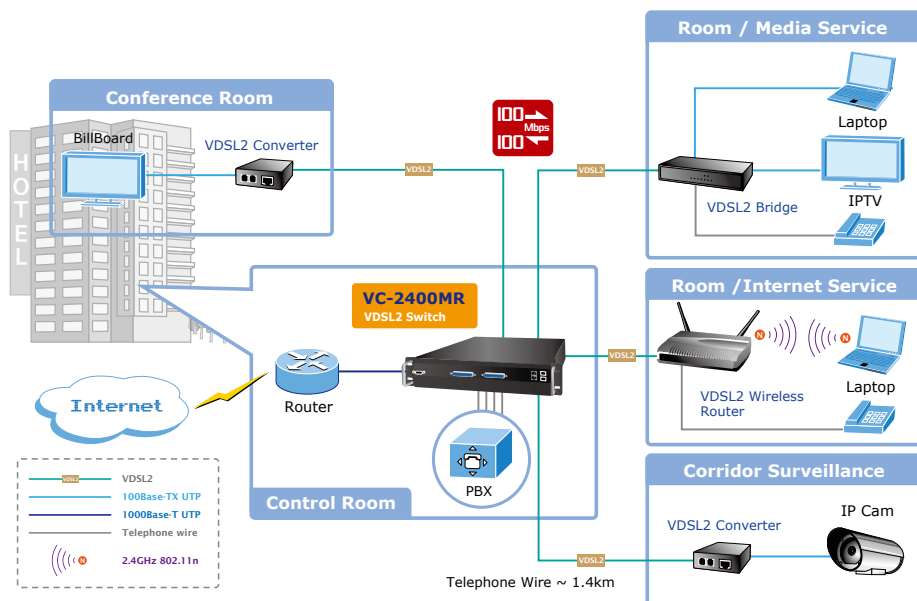 Room / Media Service
Conference Room
BillBoard
VDSL2 Converter
HOTEL
VDSL2
100
Mbps
100
VDSL2
Laptop
IPTV
VDSL2 Bridge
Room /Internet Service
VC-2400MR
VDSL2 Switch
N
N
VDSL2
Laptop
VDSL2 Wireless
Router
Internet
Router
PBX
Control Room
VDSL2
VDSL2
100Base-TX UTP
1000Base-T UTP
Telephone wire
N
2.4GHz 802.11n
Corridor Surveillance
VDSL2 Converter
IP Cam
VDSL2
Telephone Wire ~ 1.4km